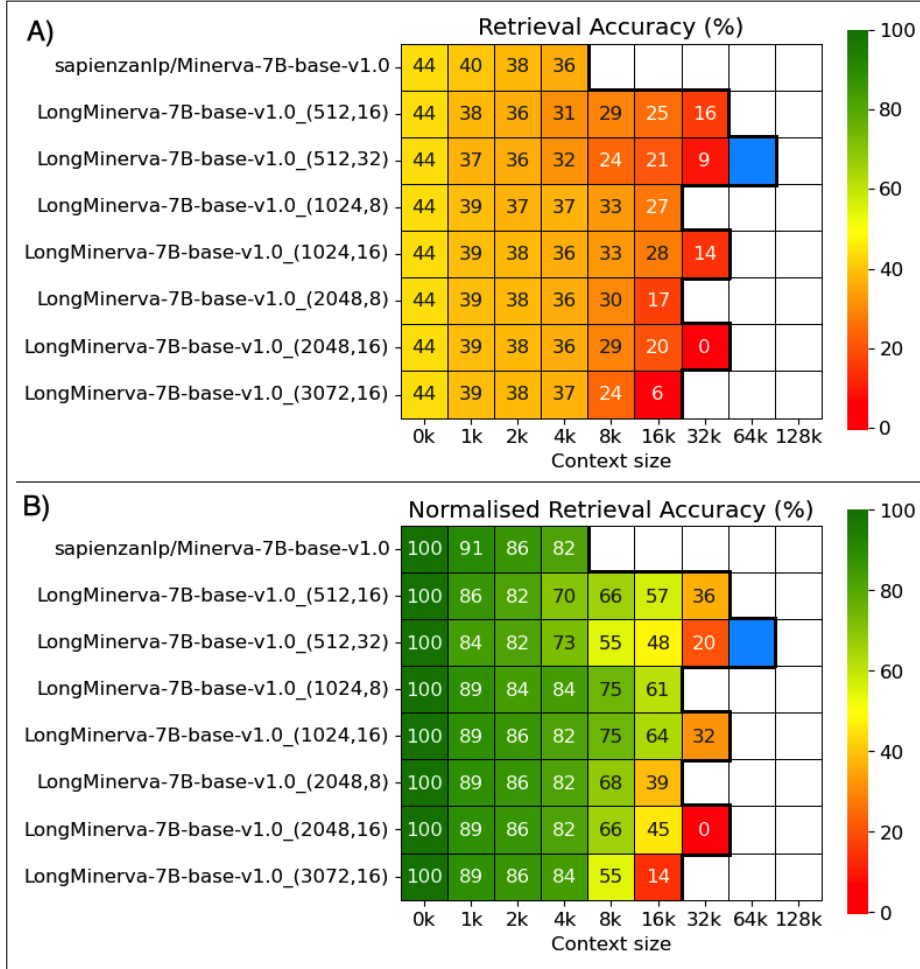 A)
Retrieval Accuracy (%)
sapienzanlp/Minerva-7B-base-v1.0 44 40 38 36
LongMinerva-7B-base-v1.0_(512,16) 44 38 36 31 29 25 16
LongMinerva-7B-base-v1.0_(512,32) 44 37 36 32 24 21 9
LongMinerva-7B-base-v1.0_(1024,8) 44 39 37 37 33 27
LongMinerva-7B-base-v1.0_(1024,16) 44 39 38 36 33 28 14
LongMinerva-7B-base-v1.0_(2048,8) 44 39 38 36 30 17
LongMinerva-7B-base-v1.0_(2048,16) 44 39 38 36 29 20 0
LongMinerva-7B-base-v1.0_(3072,16) 44 39 38 37 24 6
0k 1k 2k 4k 8k 16k 32k 64k 128k
Context size
100
80
60
40
20
0
B)
Normalised Retrieval Accuracy (%)
sapienzanlp/Minerva-7B-base-v1.0 100 91 86 82
LongMinerva-7B-base-v1.0_(512,16) 100 86 82 70 66 57 36
LongMinerva-7B-base-v1.0_(512,32) 100 84 82 73 55 48 20
LongMinerva-7B-base-v1.0_(1024,8) 100 89 84 84 75 61
LongMinerva-7B-base-v1.0_(1024,16) 100 89 86 82 75 64 32
LongMinerva-7B-base-v1.0_(2048,8) 100 89 86 82 68 39
LongMinerva-7B-base-v1.0_(2048,16) 100 89 86 82 66 45 0
LongMinerva-7B-base-v1.0_(3072,16) 100 89 86 84 55 14
0k 1k 2k 4k 8k 16k 32k 64k 128k
Context size
100
80
60
40
20
0